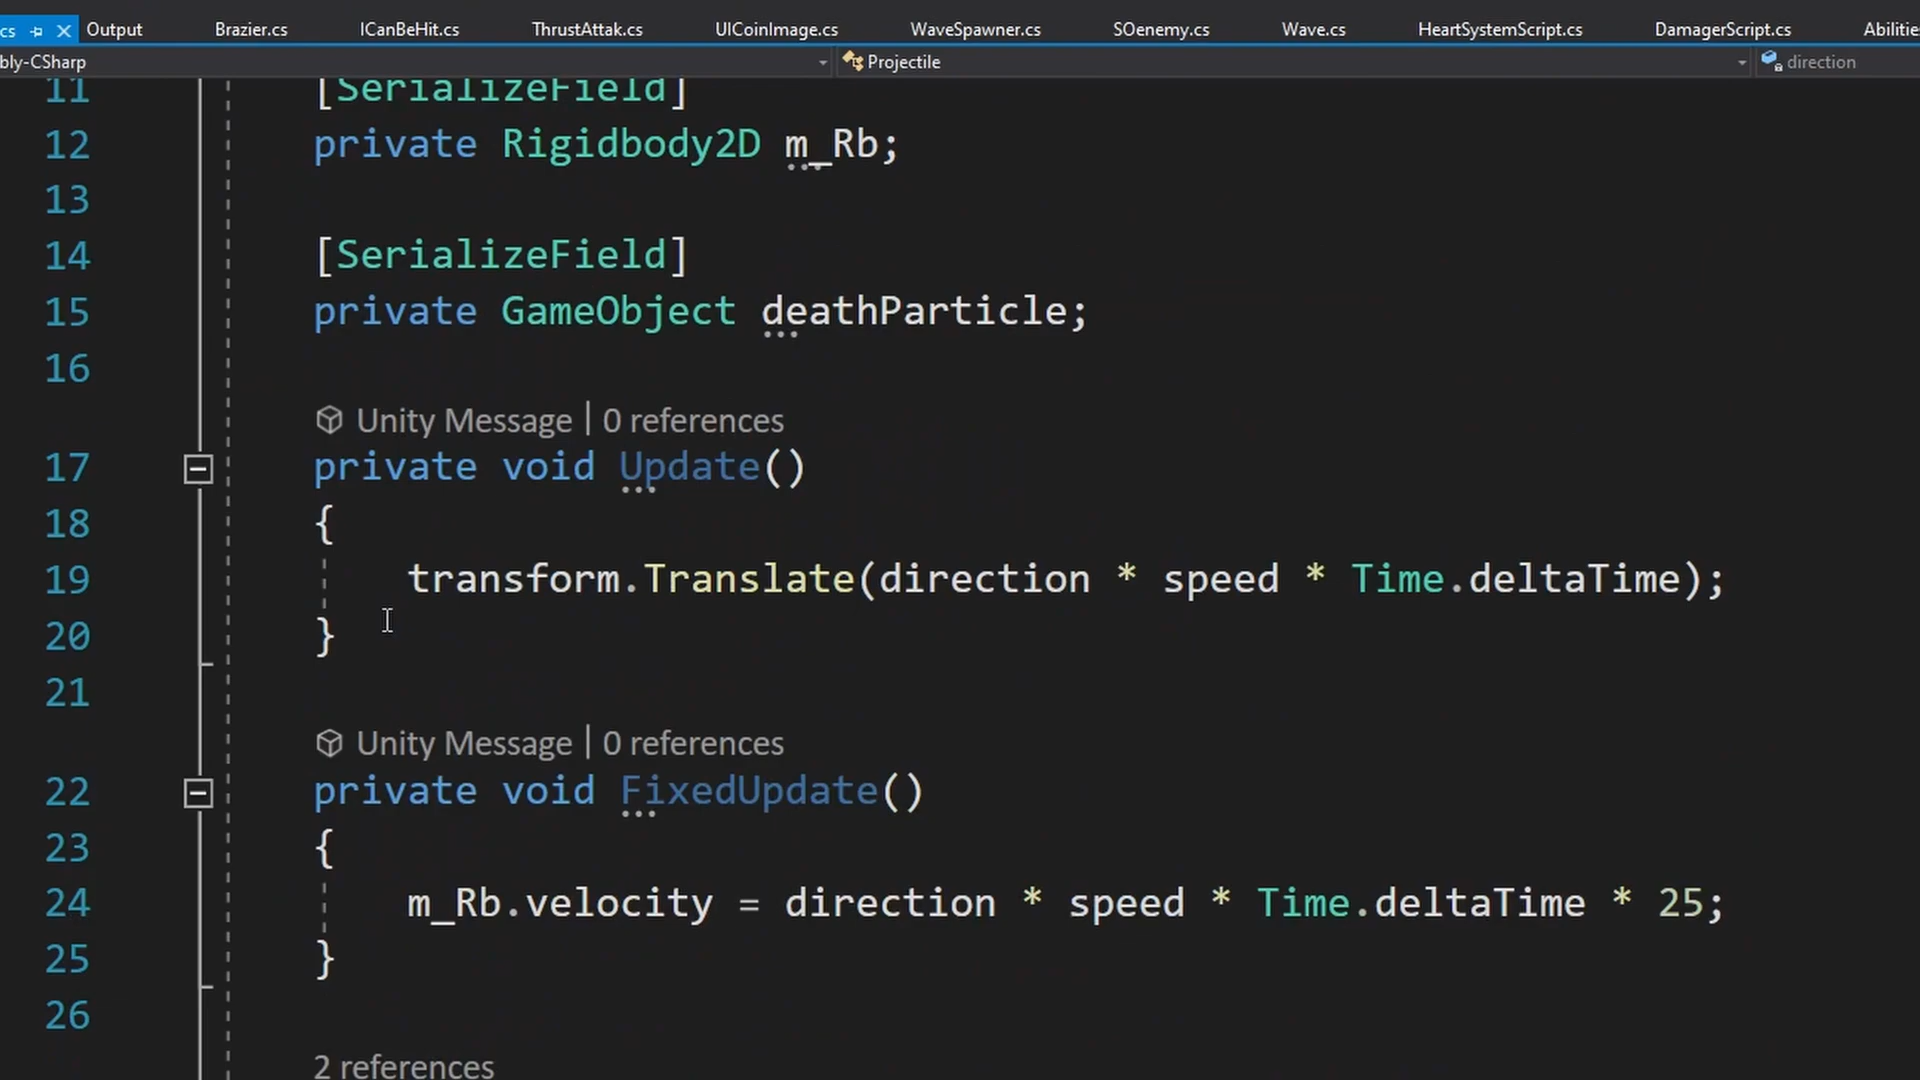 cs Output Brazier.cs ICanBeHit.cs ThrustAttak.cs UICoinImage.cs WaveSpawner.cs SOenemy.cs Wave.cs HeartSystemScript.cs DamagerScript.cs Abilitie
bly-CSharp Projectile direction
11 [SerializeField]
12 private Rigidbody2D m_Rb;
13
14 [SerializeField]
15 private GameObject deathParticle;
16
Unity Message | 0 references
17 private void Update()
18 {
19 transform.Translate(direction * speed * Time.deltaTime);
20 }
21
Unity Message | 0 references
22 private void FixedUpdate()
23 {
24 m_Rb.velocity = direction * speed * Time.deltaTime * 25;
25 }
26
2 references